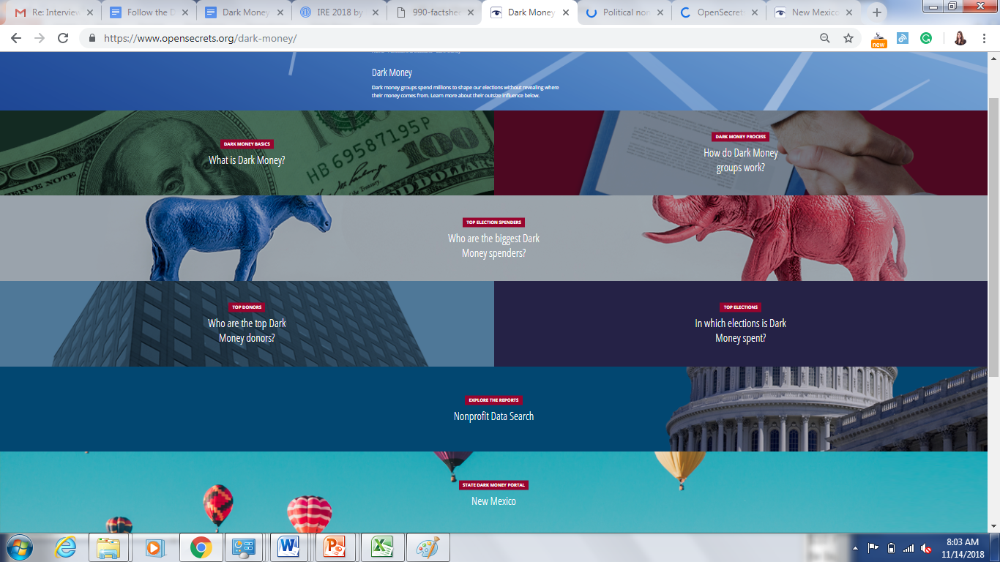 Re: Interview
Follow the D
Dark Money
IRE 2018 by
990-factshee
Dark Money
Political non
OpenSecrets
New Mexico
https://www.opensecrets.org/dark-money/
new
Dark Money
Dark money groups spend millions to shape our elections without revealing where
their money comes from. Learn more about their outsize influence below.
DARK MONEY BASICS
What is Dark Money?
HB 69587195 P
100
ERVE NOTE
DARK MONEY PROCESS
How do Dark Money
groups work?
TOP ELECTION SPENDERS
Who are the biggest Dark
Money spenders?
TOP DONORS
Who are the top Dark
Money donors?
TOP ELECTIONS
In which elections is Dark
Money spent?
EXPLORE THE REPORTS
Nonprofit Data Search
STATE DARK MONEY PORTAL
New Mexico
8:03 AM
11/14/2018